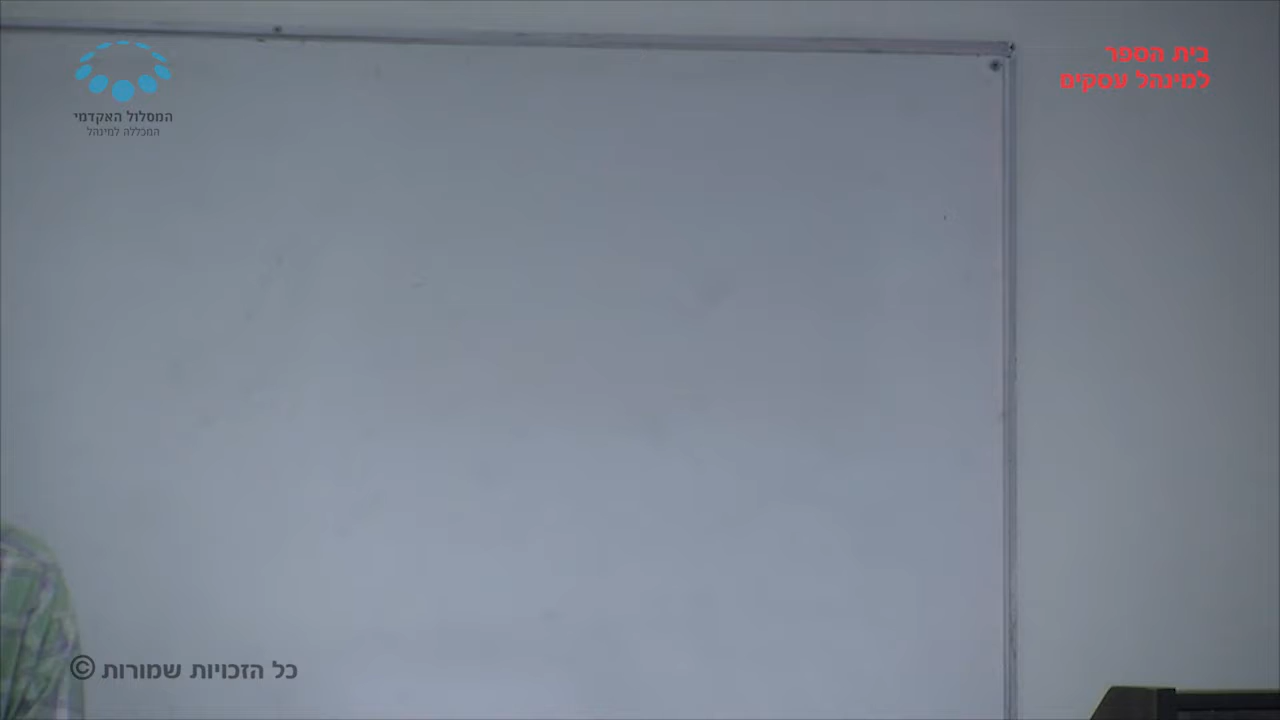 בית הספר
למינהל עסקים
המסלול האקדמי
המכללה למינהל
כל הזכויות שמורות ©